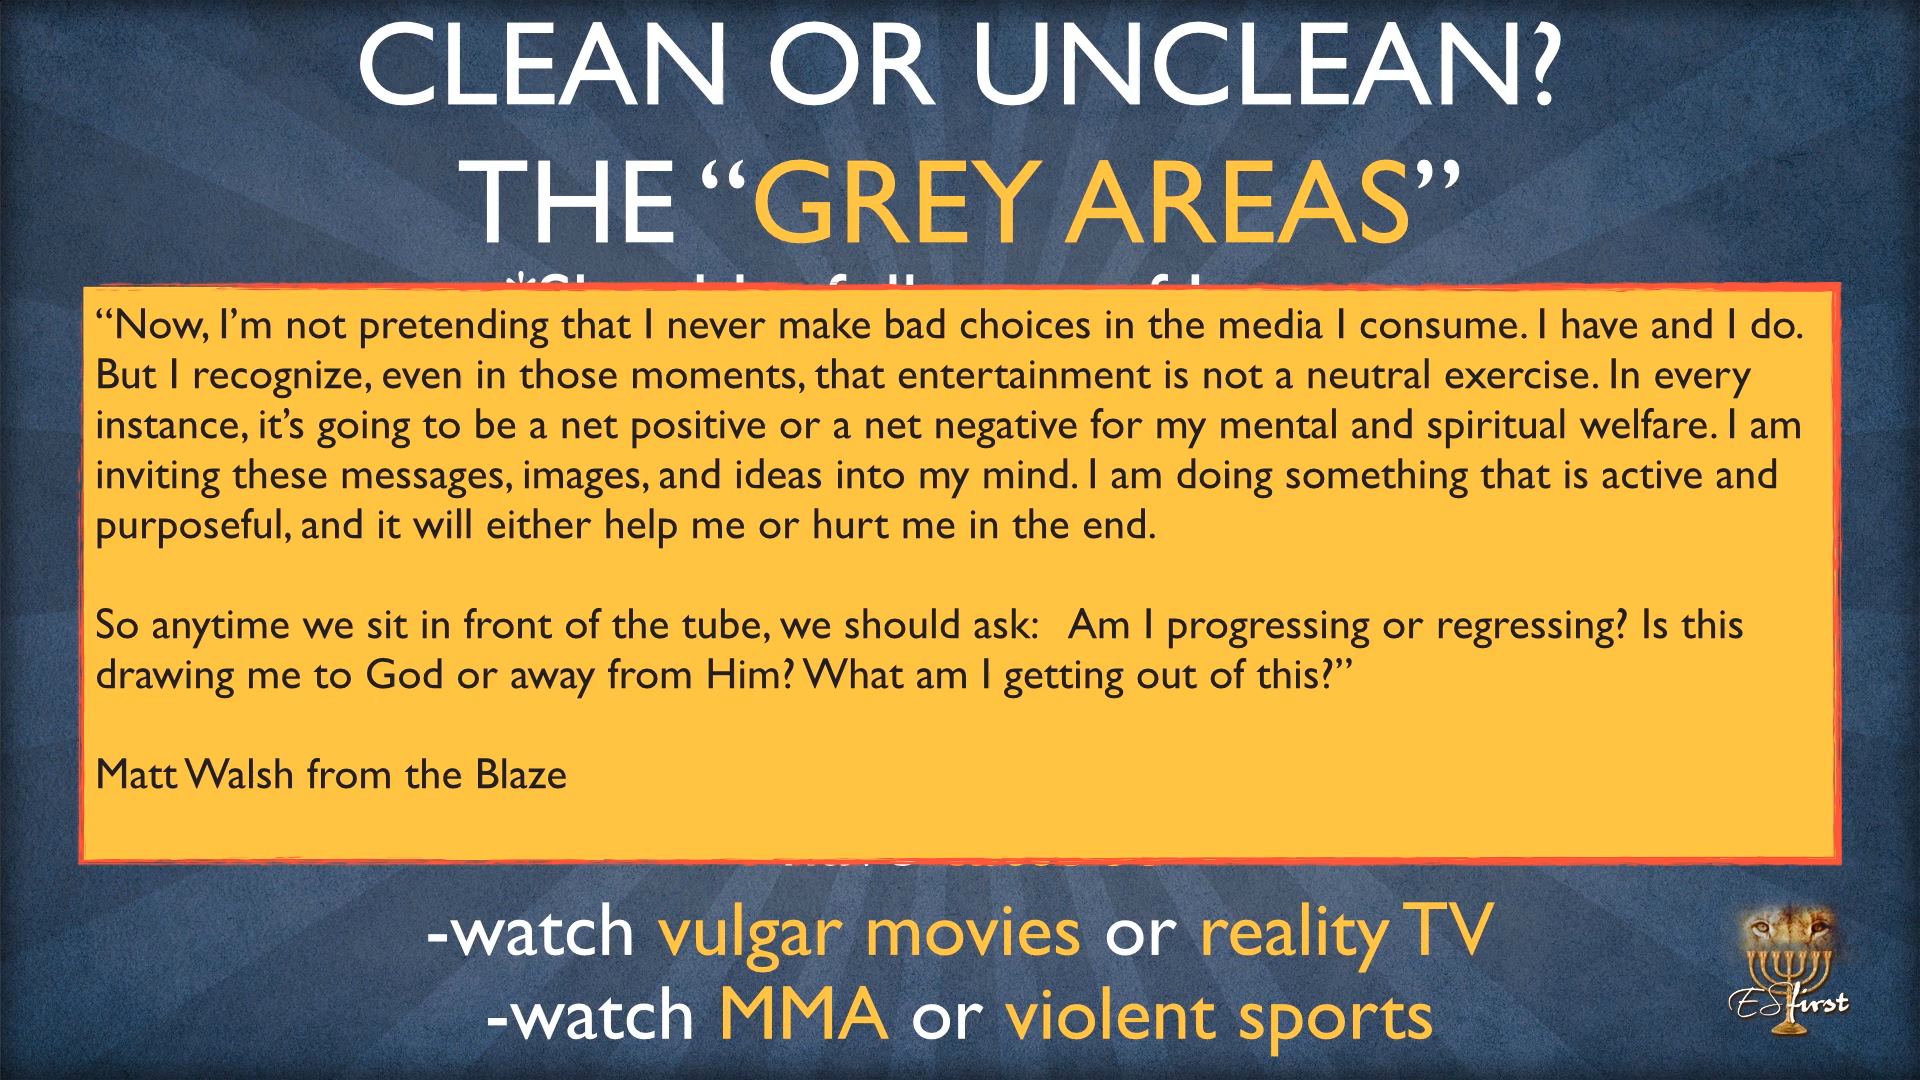 CLEAN OR UNCLEAN?
THE “GREY AREAS”
“Now, I’m not pretending that I never make bad choices in the media I consume. I have and I do.
But I recognize, even in those moments, that entertainment is not a neutral exercise. In every
instance, it’s going to be a net positive or a net negative for my mental and spiritual welfare. I am
inviting these messages, images, and ideas into my mind. I am doing something that is active and
purposeful, and it will either help me or hurt me in the end.
So anytime we sit in front of the tube, we should ask:   Am I progressing or regressing? Is this
drawing me to God or away from Him? What am I getting out of this?”
Matt Walsh from the Blaze
-watch vulgar movies or reality TV
-watch MMA or violent sports
ESfirst